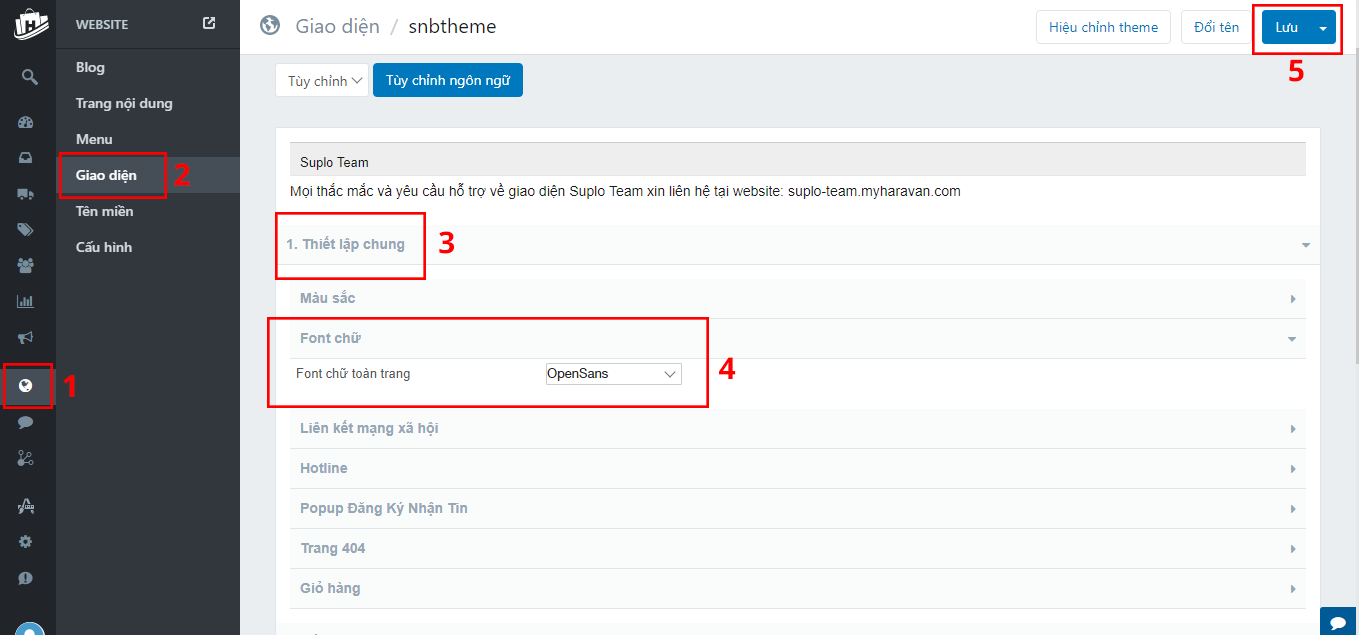 WEBSITE
Blog
Trang nội dung
Menu
Giao diện
2
Tên miền
Cấu hình
1
Giao diện / snbtheme
Hiệu chỉnh theme
Đổi tên
Lưu
5
Tùy chỉnh
Tùy chỉnh ngôn ngữ
Suplo Team
Mọi thắc mắc và yêu cầu hỗ trợ về giao diện Suplo Team xin liên hệ tại website: suplo-team.myharavan.com
1. Thiết lập chung
3
Màu sắc
Font chữ
Font chữ toàn trang
OpenSans
4
Liên kết mạng xã hội
Hotline
Popup Đăng Ký Nhận Tin
Trang 404
Giỏ hàng